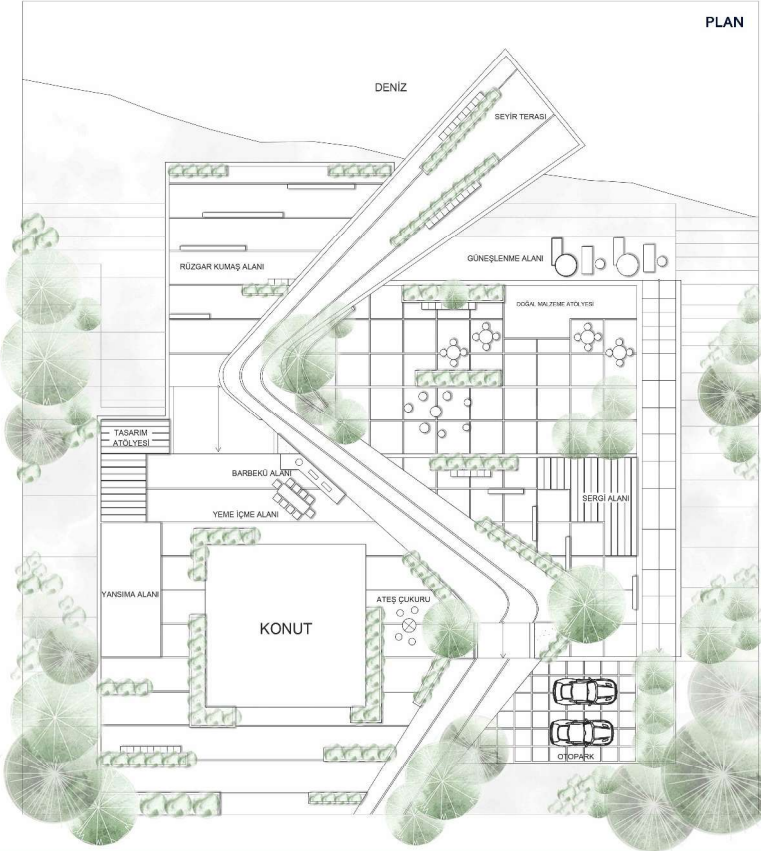 PLAN
DENİZ
SEYİR TERASI
GÜNEŞLENME ALANI
RÜZGAR KUMAŞ ALANI
DOĞAL MALZEME ATÖLYESİ
TASARIM
ATÖLYESİ
BARBEKÜ ALANI
SERGİ ALANI
YEME İÇME ALANI
YANSIMA ALANI
ATEŞ ÇUKURU
KONUT
OTOPARK